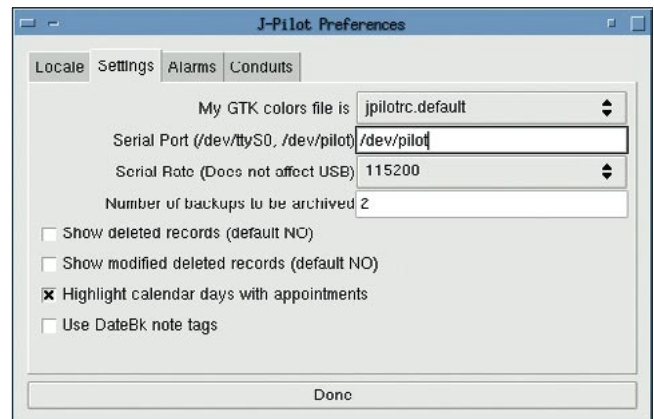 J-Pilot Preferences
Locale Settings Alarms Conduits
My GTK colors file is jpilotrc.default
Serial Port (/dev/ttyS0, /dev/pilot) /dev/pilot
Serial Rate (Does not affect USB) 115200
Number of backups to be archived 2
Show deleted records (default NO)
Show modified deleted records (default NO)
Highlight calendar days with appointments
Use DateBk note tags
Done